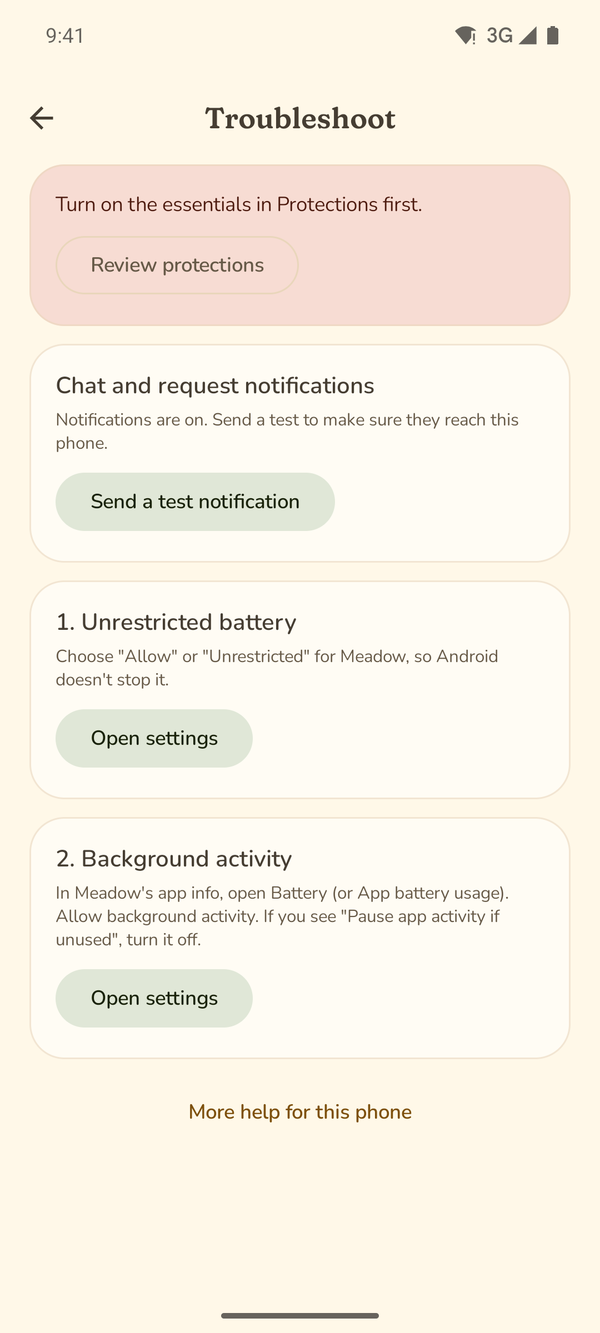 9:41
3G
Troubleshoot
Turn on the essentials in Protections first.
Review protections
Chat and request notifications
Notifications are on. Send a test to make sure they reach this
phone.
Send a test notification
1. Unrestricted battery
Choose "Allow" or "Unrestricted" for Meadow, so Android
doesn't stop it.
Open settings
2. Background activity
In Meadow's app info, open Battery (or App battery usage).
Allow background activity. If you see "Pause app activity if
unused", turn it off.
Open settings
More help for this phone